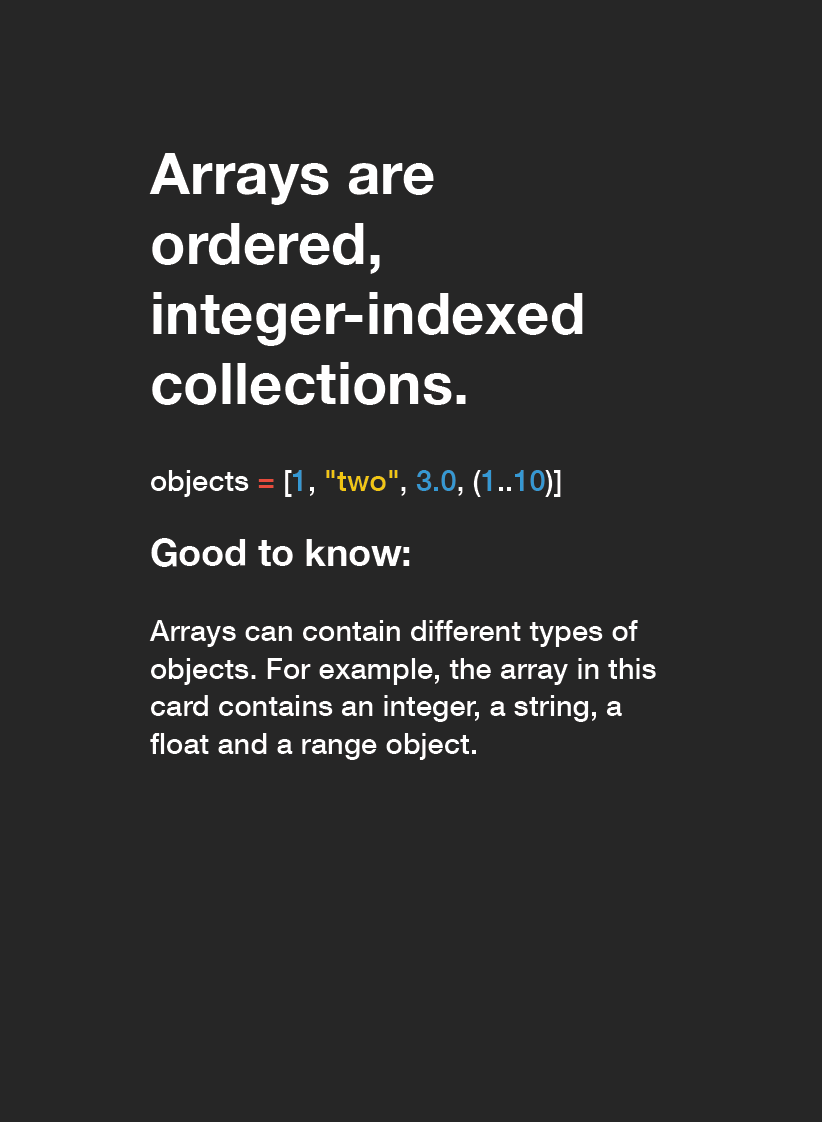 Arrays are
ordered,
integer-indexed
collections.
objects = [1, "two", 3.0, (1..10)]
Good to know:
Arrays can contain different types of
objects. For example, the array in this
card contains an integer, a string, a
float and a range object.